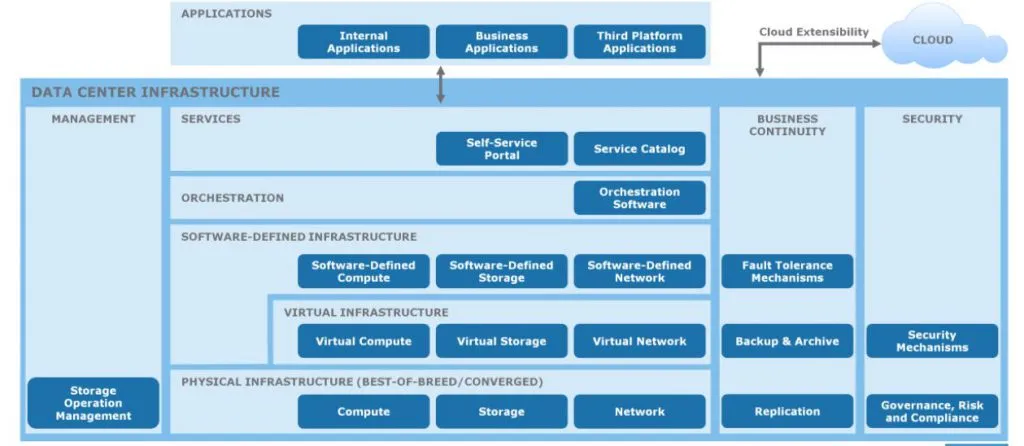 APPLICATIONS
Internal
Applications
Business
Applications
Third Platform
Applications
Cloud Extensibility
CLOUD
DATA CENTER INFRASTRUCTURE
MANAGEMENT
Storage
Operation
Management
SERVICES
Self-Service
Portal
Service Catalog
ORCHESTRATION
Orchestration
Software
SOFTWARE-DEFINED INFRASTRUCTURE
Software-Defined
Compute
Software-Defined
Storage
Software-Defined
Network
VIRTUAL INFRASTRUCTURE
Virtual Compute
Virtual Storage
Virtual Network
PHYSICAL INFRASTRUCTURE (BEST-OF-BREED/CONVERGED)
Compute
Storage
Network
BUSINESS
CONTINUITY
Fault Tolerance
Mechanisms
Backup & Archive
Replication
SECURITY
Security
Mechanisms
Governance, Risk
and Compliance